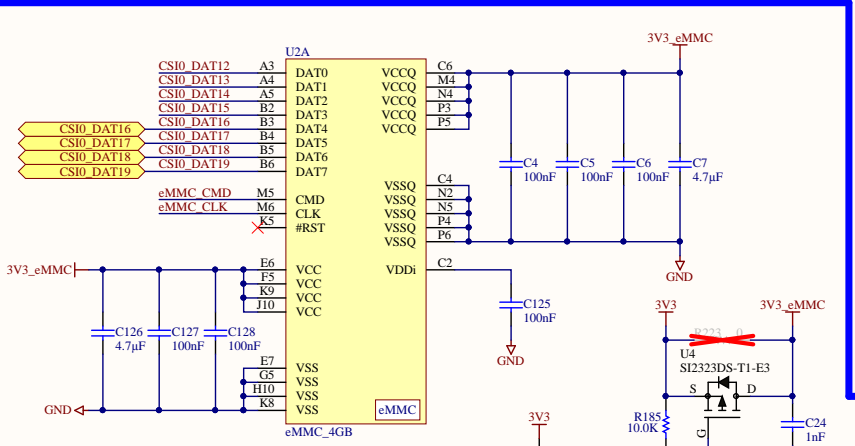 3V3_eMMC
U2A
CSI0_DAT12 A3 DAT0 VCCQ C6
CSI0_DAT13 A4 DAT1 VCCQ M4
CSI0_DAT14 A5 DAT2 VCCQ N4
CSI0_DAT15 B2 DAT3 VCCQ P3
CSI0_DAT16 CSI0_DAT16 B3 DAT4 VCCQ P5
CSI0_DAT17 CSI0_DAT17 B4 DAT5
CSI0_DAT18 CSI0_DAT18 B5 DAT6
CSI0_DAT19 CSI0_DAT19 B6 DAT7
C4 C5 C6 C7
100nF 100nF 100nF 4.7µF
VSSQ C4
eMMC_CMD M5 CMD VSSQ N2
eMMC_CLK M6 CLK VSSQ N5
K5 #RST VSSQ P4
VSSQ P6
GND
3V3_eMMC E6 VCC VDDi C2
F5 VCC
K9 VCC
J10 VCC
C125
100nF
GND
C126 C127 C128
4.7µF 100nF 100nF
E7 VSS
G5 VSS
H10 VSS
GND K8 VSS
eMMC
eMMC_4GB
3V3 3V3_eMMC
R223 0
U4
SI2323DS-T1-E3
S D
R185
10.0K
G
C24
1nF
3V3